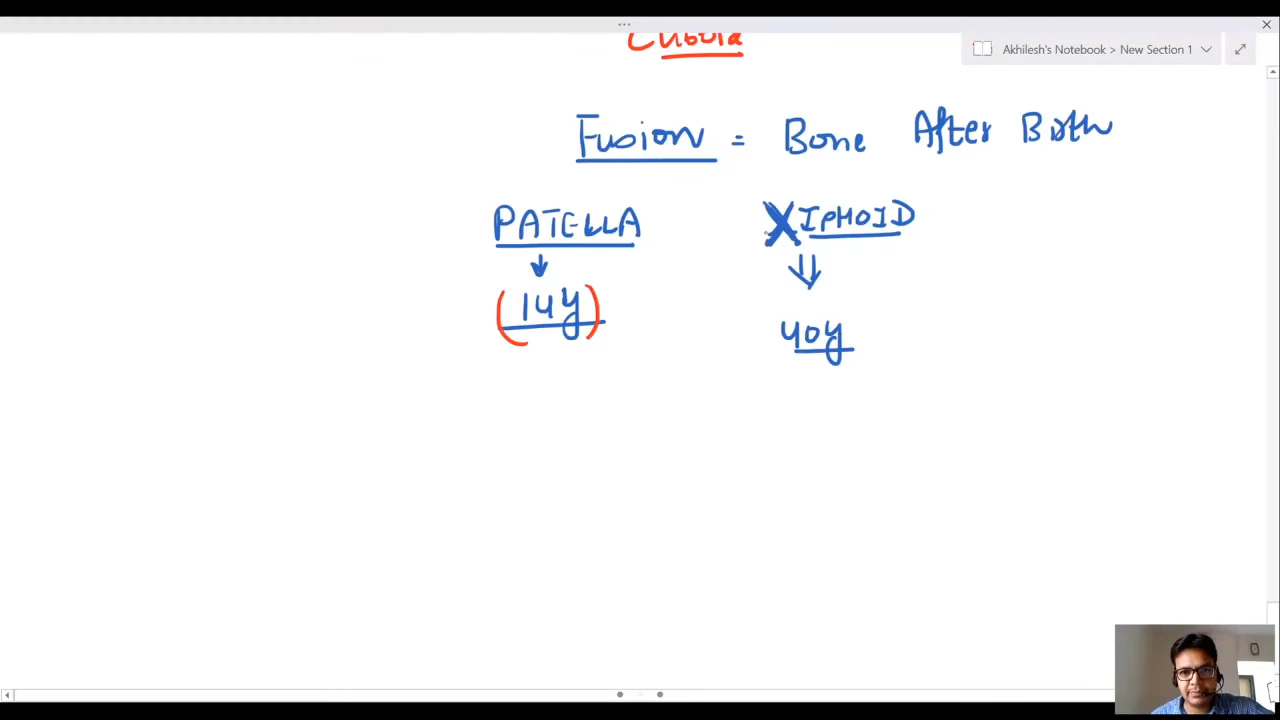 Akhilesh's Notebook > New Section 1
Fusion = Bone After Birth
PATELLA XIPHOID
(14y) 40y